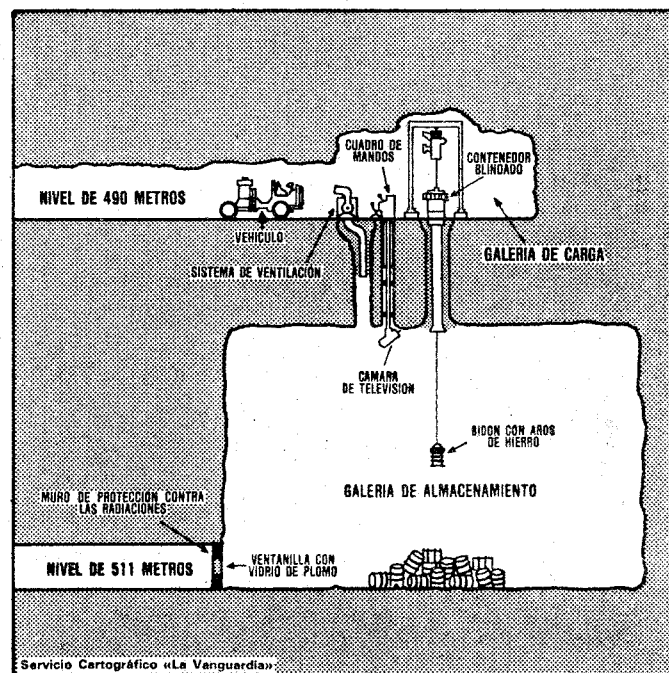 CUADRO DE
MANDOS
CONTENEDOR
BLINDADO
NIVEL DE 490 METROS
VEHICULO
SISTEMA DE VENTILACIÓN
GALERIA DE CARGA
CAMARA
DE TELEVISION
BIDON CON AROS
DE HIERRO
GALERIA DE ALMACENAMIENTO
MURO DE PROTECCIÓN CONTRA
LAS RADIACIONES
NIVEL DE 511 METROS
VENTANILLA CON
VIDRIO DE PLOMO
Servicio Cartográfico «La Vanguardia»